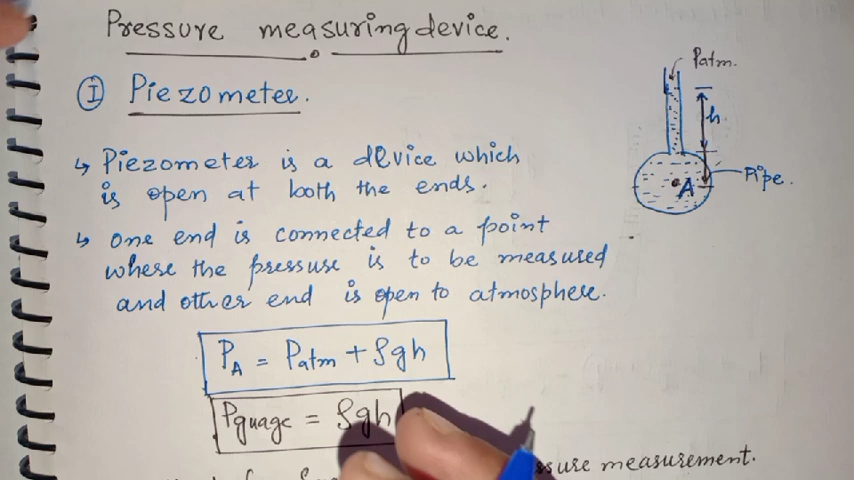 Pressure measuring device.
I Piezometer.
↳ Piezometer is a device which
is open at both the ends.
↳ One end is connected to a point
where the pressure is to be measured
and other end is open to atmosphere.
P_A = Patm + ρgh
Pguage = ρgh
ssure measurement.
Patm.
h
A
Pipe.